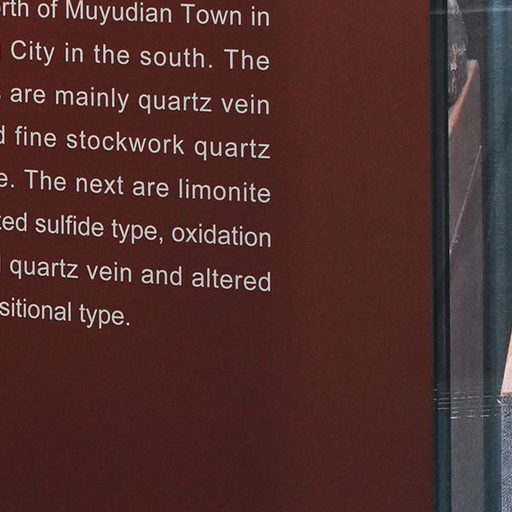 rth of Muyudian Town in
City in the south. The
are mainly quartz vein
fine stockwork quartz
e. The next are limonite
ed sulfide type, oxidation
quartz vein and altered
sitional type.